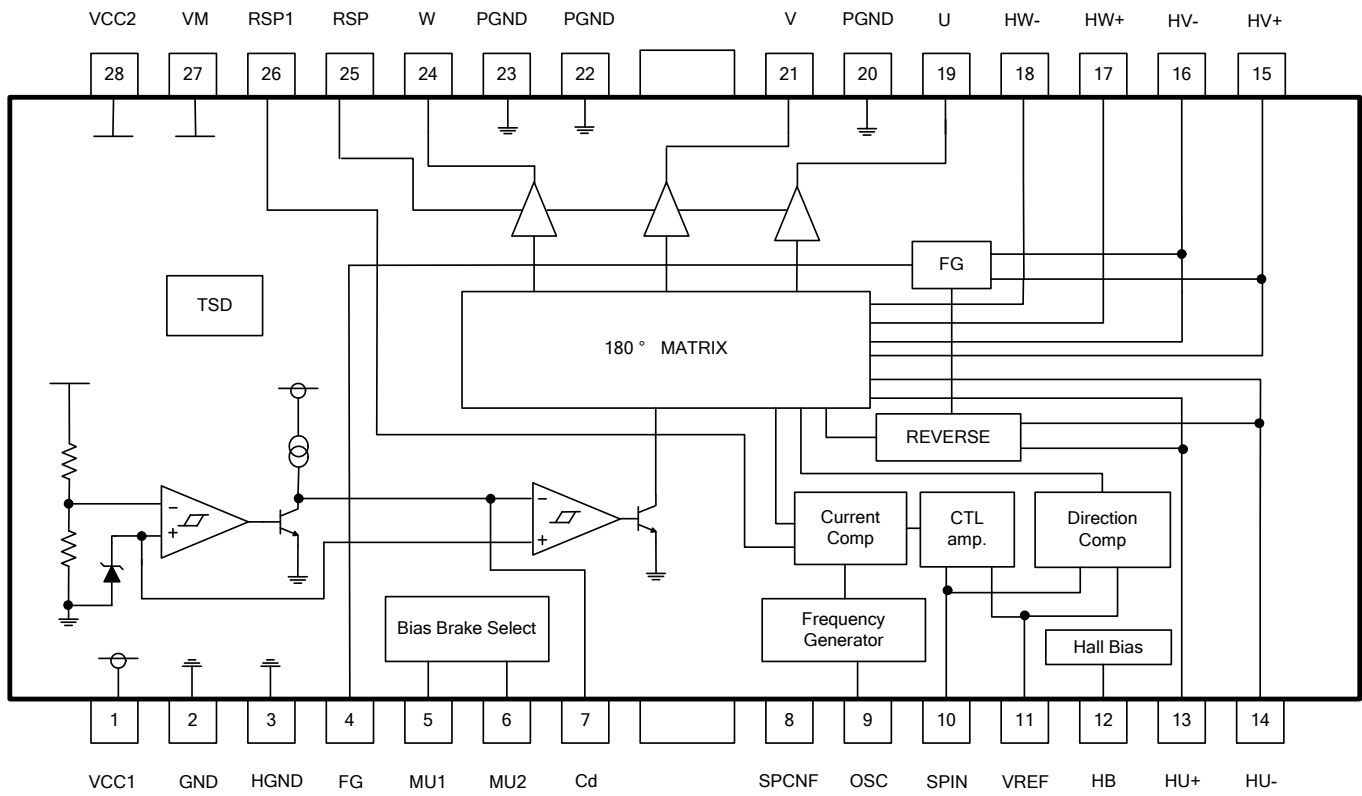 VCC2 VM RSP1 RSP W PGND PGND V PGND U HW- HW+ HV- HV+
28 27 26 25 24 23 22 21 20 19 18 17 16 15
FG
TSD
180 ° MATRIX
REVERSE
Current
Comp
CTL
amp.
Direction
Comp
-
+
-
+
Bias Brake Select
Frequency
Generator
Hall Bias
1 2 3 4 5 6 7 8 9 10 11 12 13 14
VCC1 GND HGND FG MU1 MU2 Cd SPCNF OSC SPIN VREF HB HU+ HU-